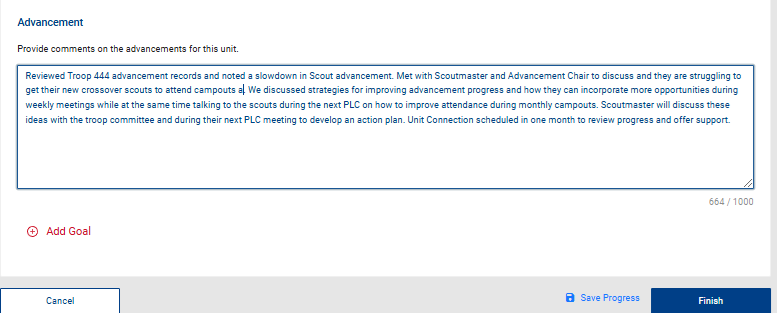 Advancement
Provide comments on the advancements for this unit.
Reviewed Troop 444 advancement records and noted a slowdown in Scout advancement. Met with Scoutmaster and Advancement Chair to discuss and they are struggling to
get their new crossover scouts to attend campouts a. We discussed strategies for improving advancement progress and how they can incorporate more opportunities during
weekly meetings while at the same time talking to the scouts during the next PLC on how to improve attendance during monthly campouts. Scoutmaster will discuss these
ideas with the troop committee and during their next PLC meeting to develop an action plan. Unit Connection scheduled in one month to review progress and offer support.
664 / 1000
Add Goal
Cancel
Save Progress
Finish